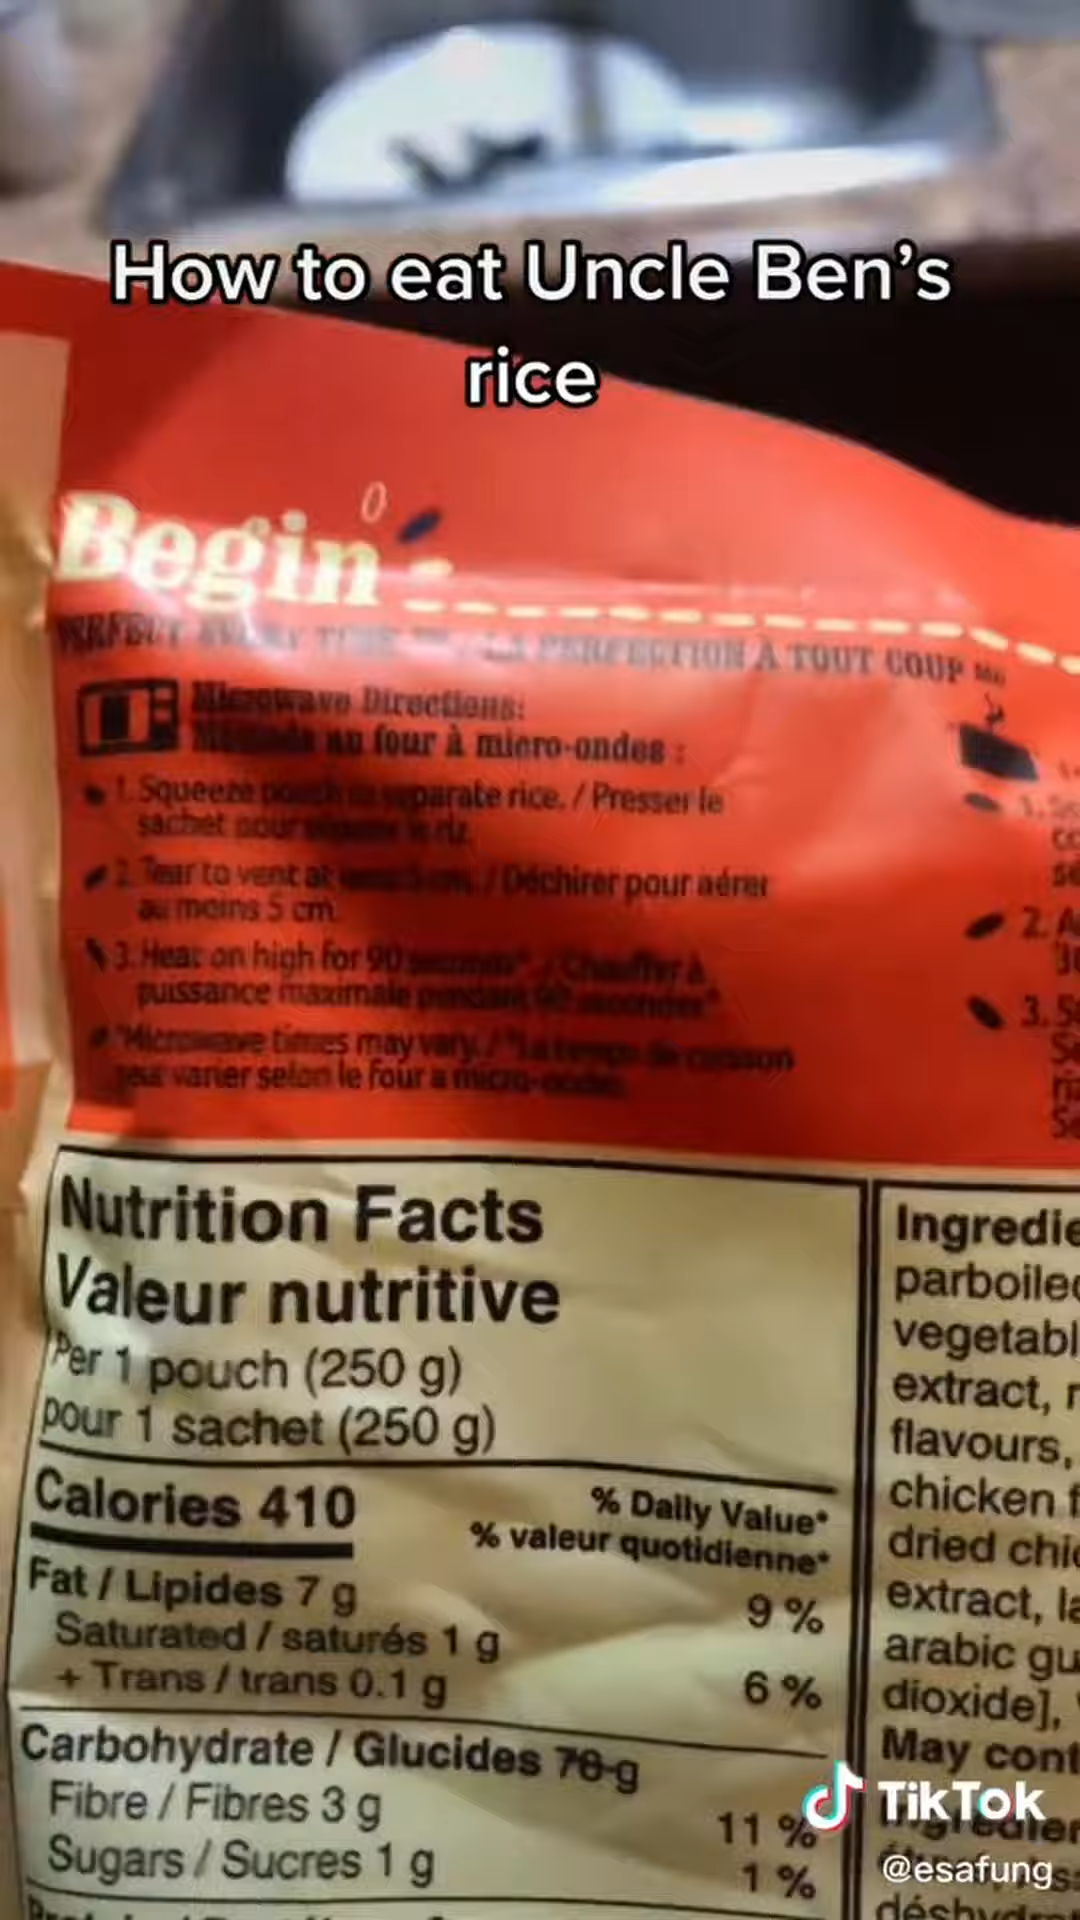 How to eat Uncle Ben's
rice
Begin
PERFECT EVERY TIME ™ LA PERFECTION À TOUT COUP MC
Microwave Directions:
au four à micro-ondes :
1. Squeeze pouch to separate rice. / Presser le
sachet pour le riz
2. Tear to vent at / Déchirer pour aérer
au moins 5 cm
3. Heat on high for 90 seconds* / Chauffer à
puissance maximale pendant 90 secondes*
*Microwave times may vary. / *Le temps de cuisson
peut varier selon le four à micro-ondes
1. S
2. A
3. S
Nutrition Facts
Valeur nutritive
Per 1 pouch (250 g)
pour 1 sachet (250 g)
Calories 410
% Daily Value*
% valeur quotidienne*
Fat / Lipides 7 g 9 %
Saturated / saturés 1 g
+ Trans / trans 0.1 g 6 %
Carbohydrate / Glucides 78 g
Fibre / Fibres 3 g 11 %
Sugars / Sucres 1 g 1 %
Ingredie
parboiled
vegetabl
extract,
flavours,
chicken f
dried chic
extract, la
arabic gu
dioxide],
May cont
TikTok
@esafung